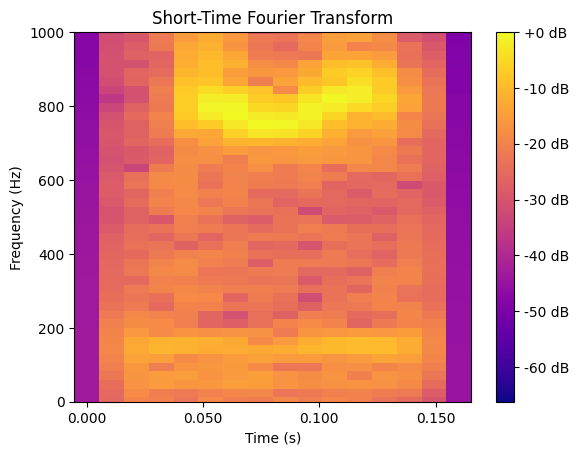 Short-Time Fourier Transform
1000
800
600
400
200
0
Frequency (Hz)
0.000
0.050
0.100
0.150
Time (s)
+0 dB
-10 dB
-20 dB
-30 dB
-40 dB
-50 dB
-60 dB